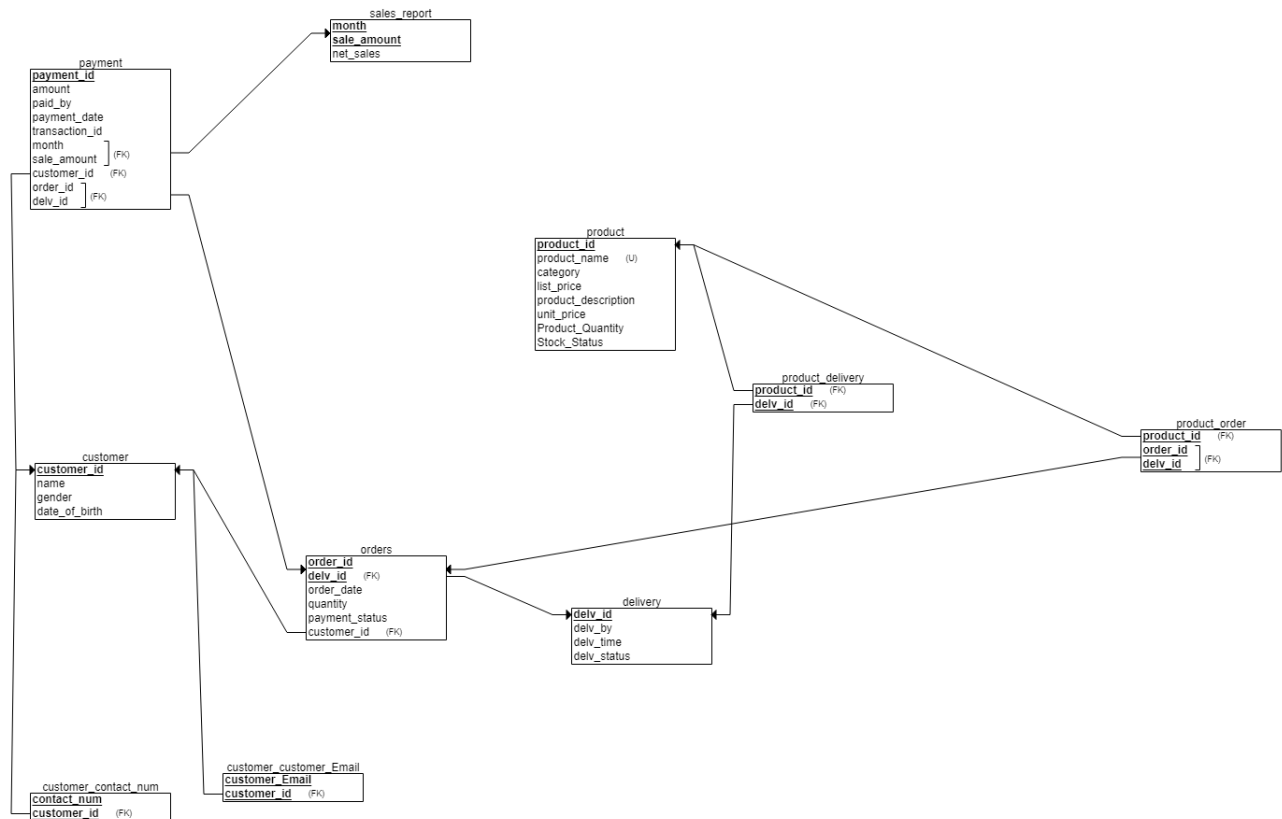 sales_report
month
sale_amount
net_sales
payment
payment_id
amount
paid_by
payment_date
transaction_id
month
sale_amount (FK)
customer_id (FK)
order_id
delv_id (FK)
product
product_id
product_name (U)
category
list_price
product_description
unit_price
Product_Quantity
Stock_Status
product_delivery
product_id (FK)
delv_id (FK)
product_order
product_id (FK)
order_id
delv_id (FK)
customer
customer_id
name
gender
date_of_birth
orders
order_id
delv_id (FK)
order_date
quantity
payment_status
customer_id (FK)
delivery
delv_id
delv_by
delv_time
delv_status
customer_customer_Email
customer_Email
customer_id (FK)
customer_contact_num
contact_num
customer_id (FK)